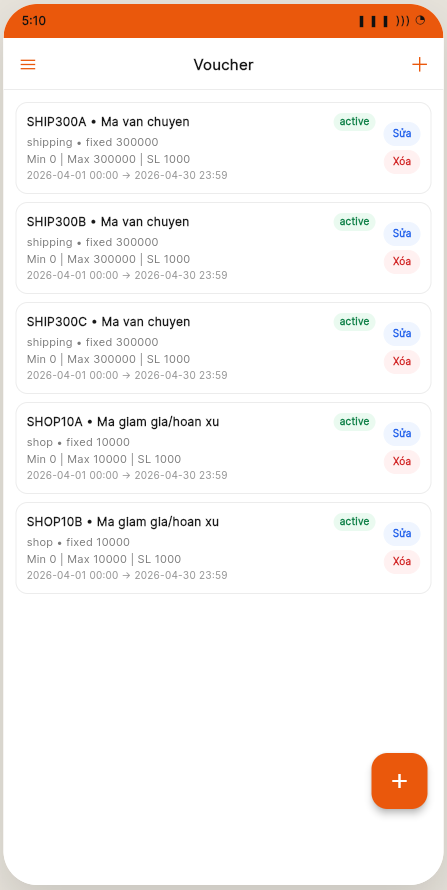 5:10
Voucher
SHIP300A • Ma van chuyen
active
Sửa
shipping • fixed 300000
Min 0 | Max 300000 | SL 1000
Xóa
2026-04-01 00:00 → 2026-04-30 23:59
SHIP300B • Ma van chuyen
active
Sửa
shipping • fixed 300000
Min 0 | Max 300000 | SL 1000
Xóa
2026-04-01 00:00 → 2026-04-30 23:59
SHIP300C • Ma van chuyen
active
Sửa
shipping • fixed 300000
Min 0 | Max 300000 | SL 1000
Xóa
2026-04-01 00:00 → 2026-04-30 23:59
SHOP10A • Ma giam gia/hoan xu
active
Sửa
shop • fixed 10000
Min 0 | Max 10000 | SL 1000
Xóa
2026-04-01 00:00 → 2026-04-30 23:59
SHOP10B • Ma giam gia/hoan xu
active
Sửa
shop • fixed 10000
Min 0 | Max 10000 | SL 1000
Xóa
2026-04-01 00:00 → 2026-04-30 23:59